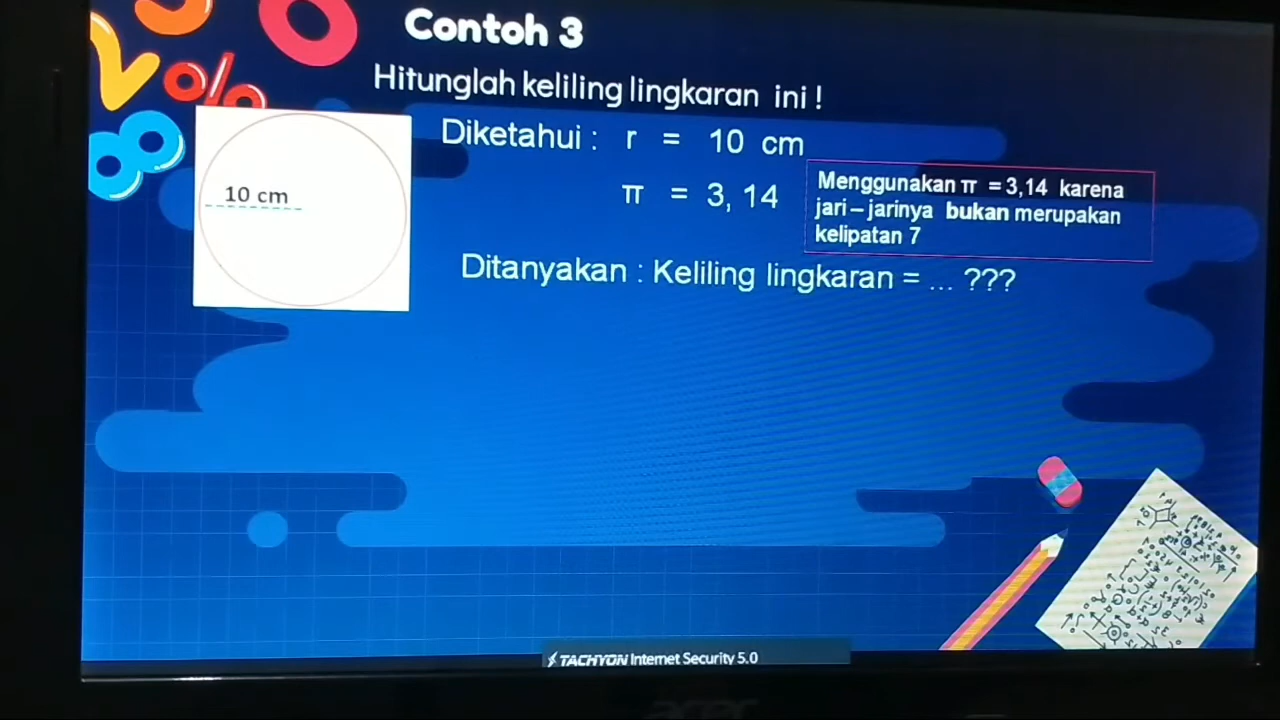 Contoh 3
Hitunglah keliling lingkaran ini !
10 cm
Diketahui : r = 10 cm
π = 3, 14
Menggunakan π = 3,14 karena
jari – jarinya bukan merupakan
kelipatan 7
Ditanyakan : Keliling lingkaran = ... ???
TACHYON Internet Security 5.0
acer